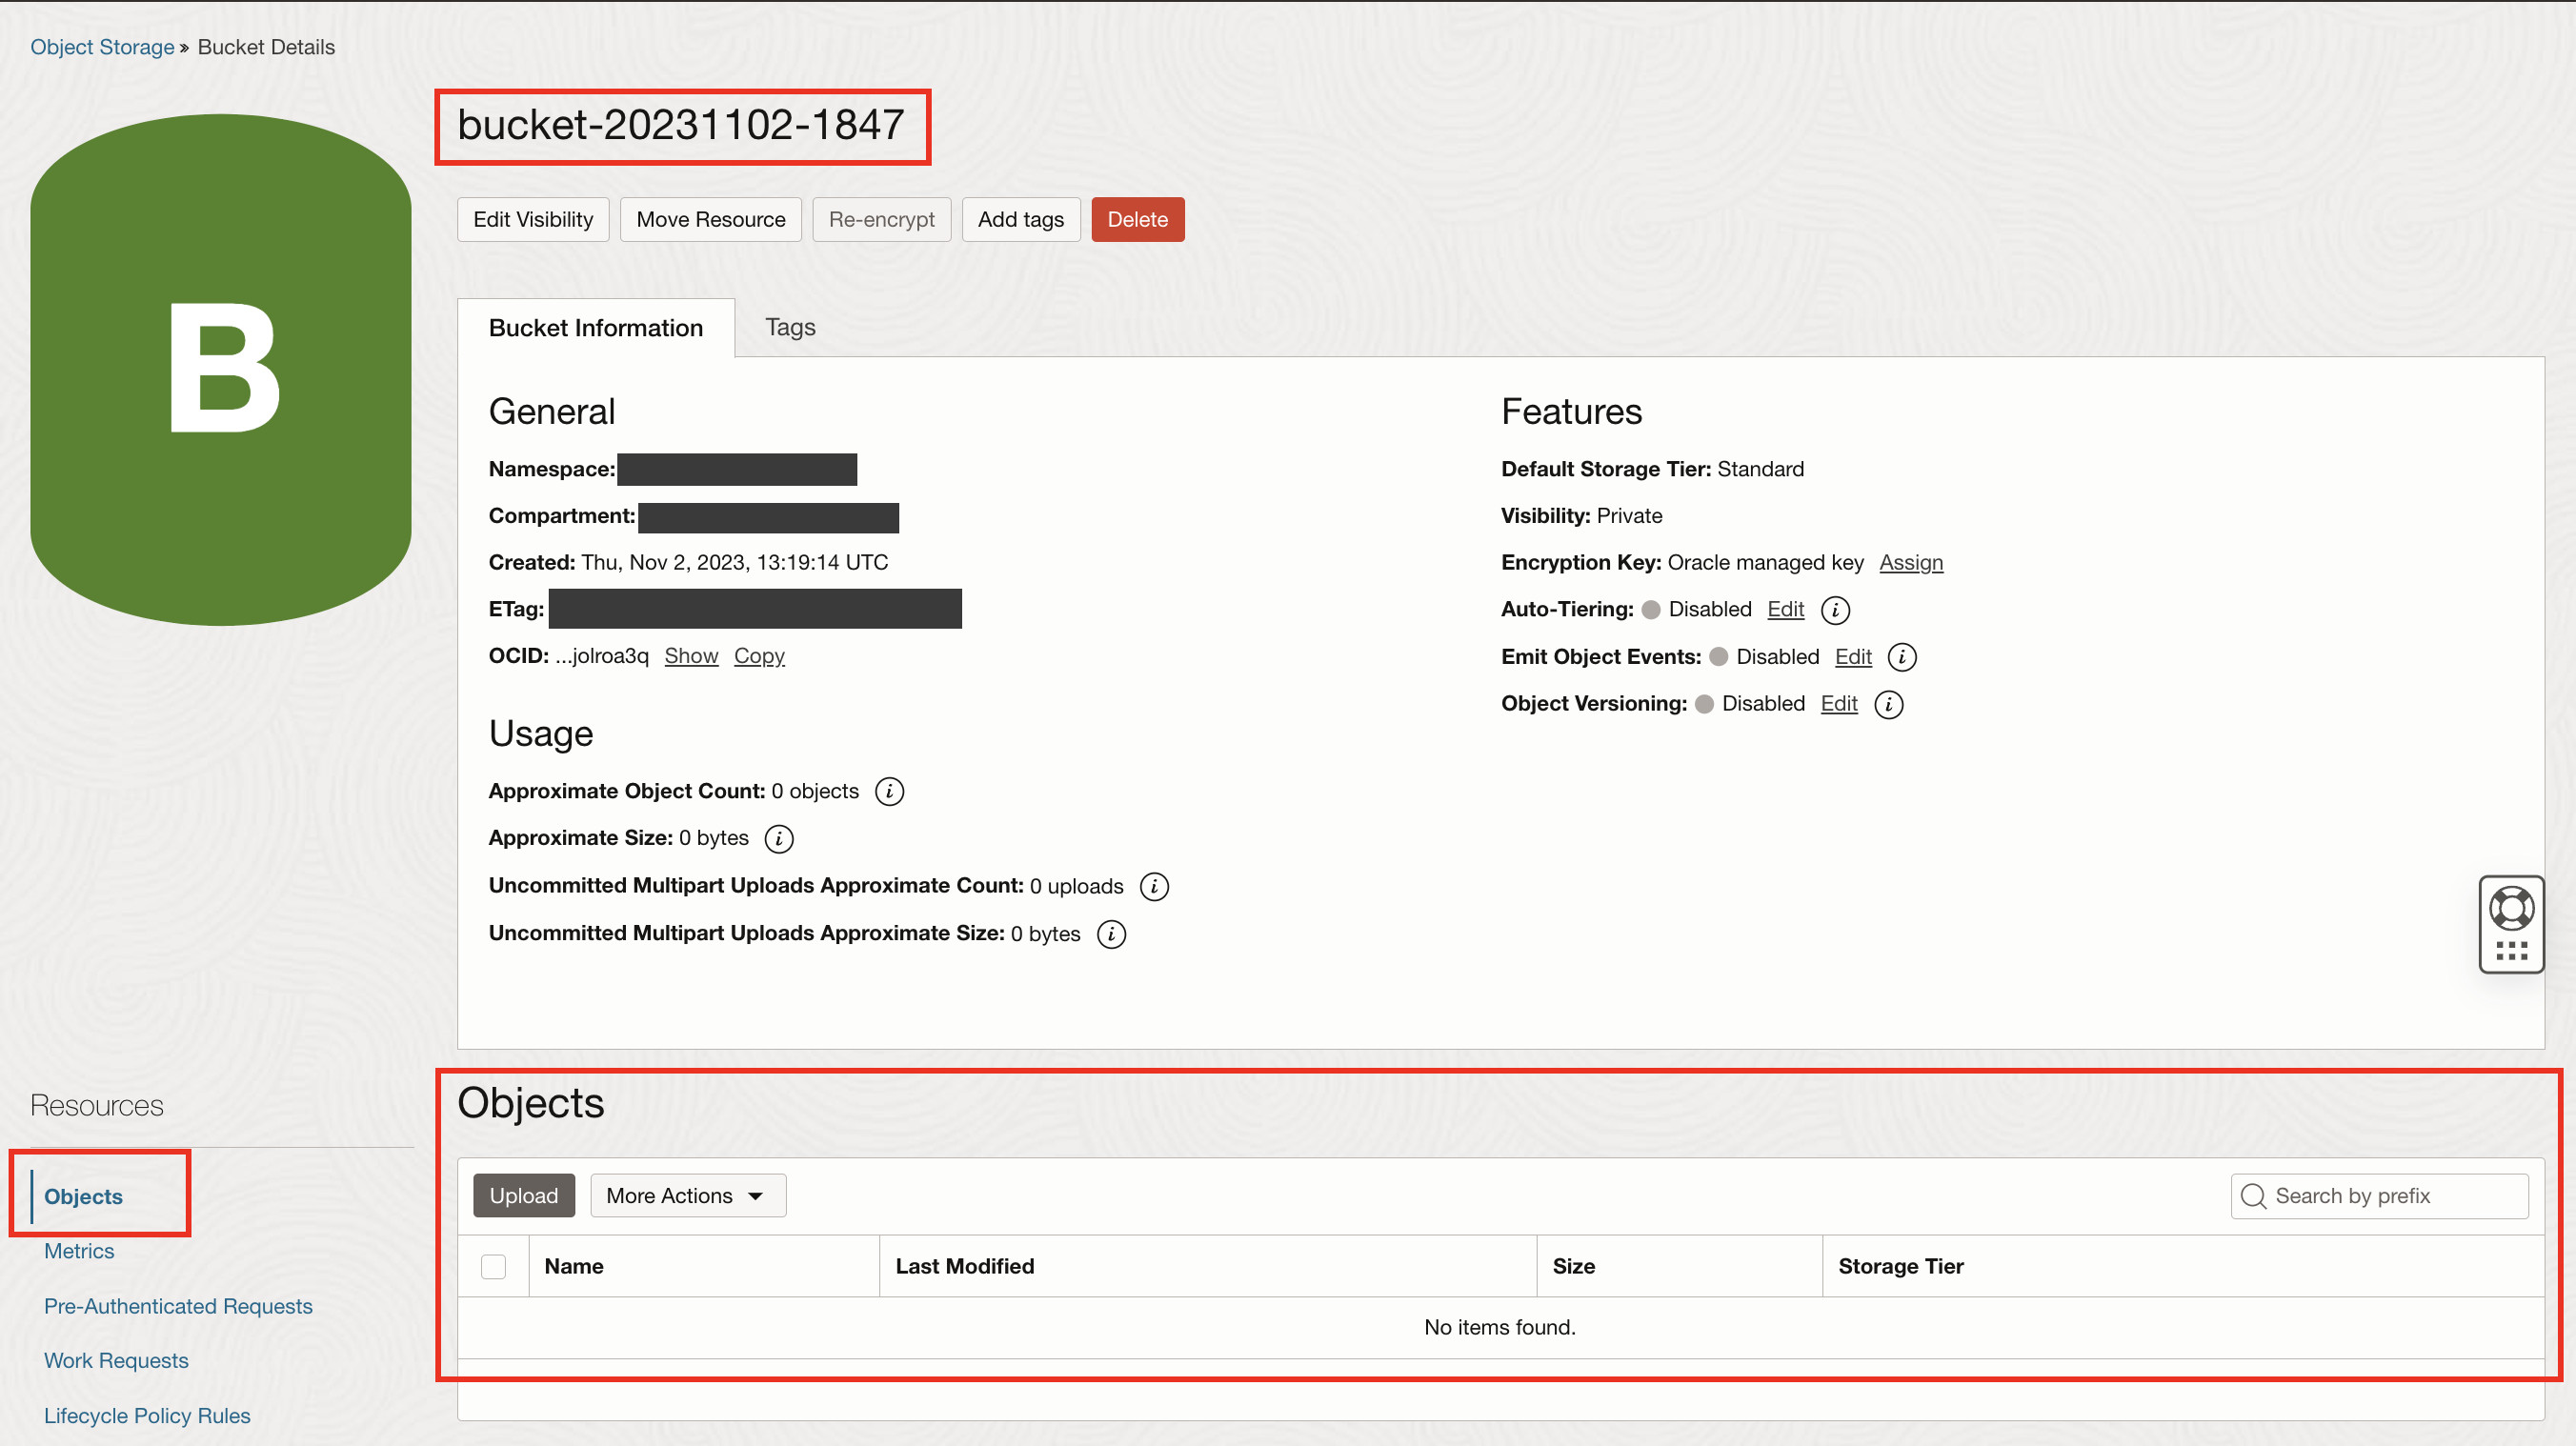 Object Storage » Bucket Details
B
bucket-20231102-1847
Edit Visibility Move Resource Re-encrypt Add tags Delete
Bucket Information Tags
General
Namespace:
Compartment:
Created: Thu, Nov 2, 2023, 13:19:14 UTC
ETag:
OCID: ...jolroa3q Show Copy
Usage
Approximate Object Count: 0 objects i
Approximate Size: 0 bytes i
Uncommitted Multipart Uploads Approximate Count: 0 uploads i
Uncommitted Multipart Uploads Approximate Size: 0 bytes i
Features
Default Storage Tier: Standard
Visibility: Private
Encryption Key: Oracle managed key Assign
Auto-Tiering: Disabled Edit i
Emit Object Events: Disabled Edit i
Object Versioning: Disabled Edit i
Resources
Objects
Metrics
Pre-Authenticated Requests
Work Requests
Lifecycle Policy Rules
Objects
Upload More Actions Search by prefix
Name Last Modified Size Storage Tier
No items found.